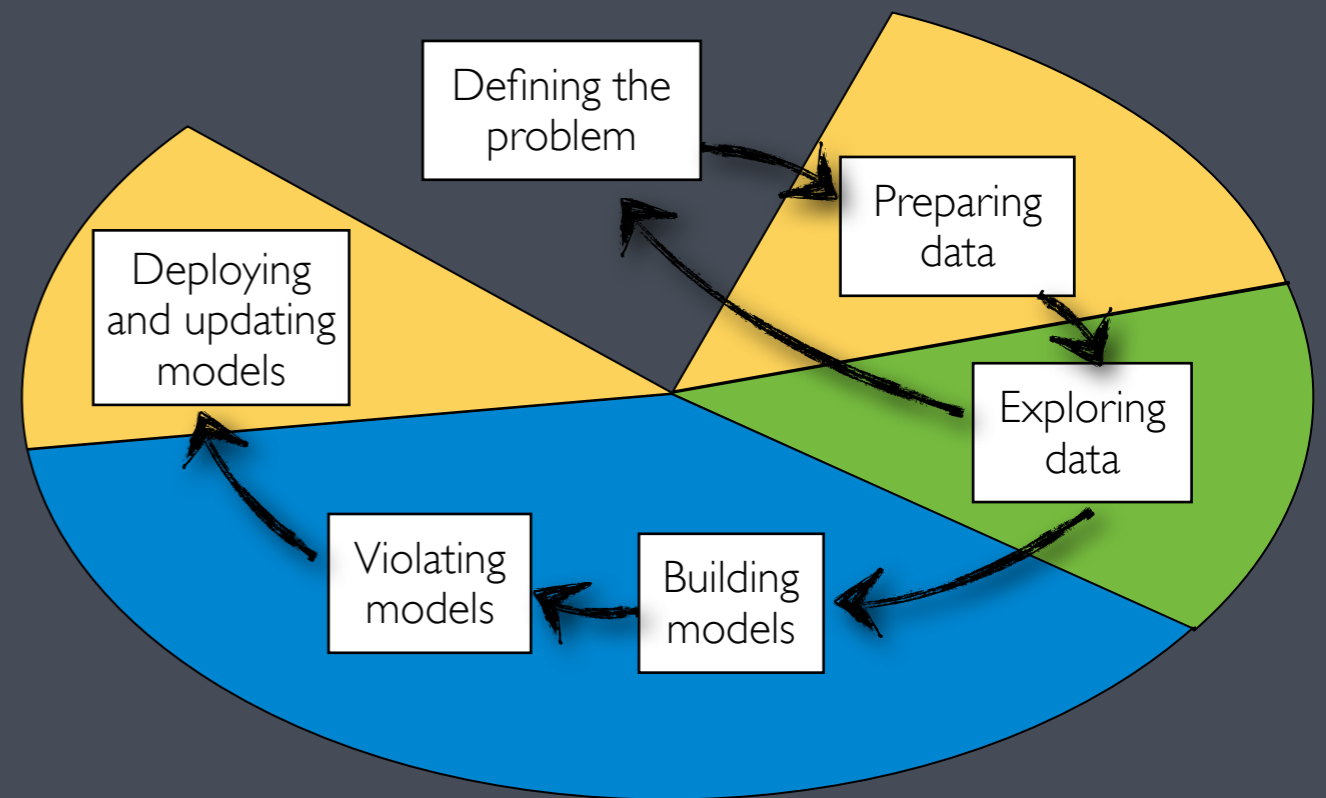 Defining the
problem
Preparing
data
Exploring
data
Building
models
Violating
models
Deploying
and updating
models